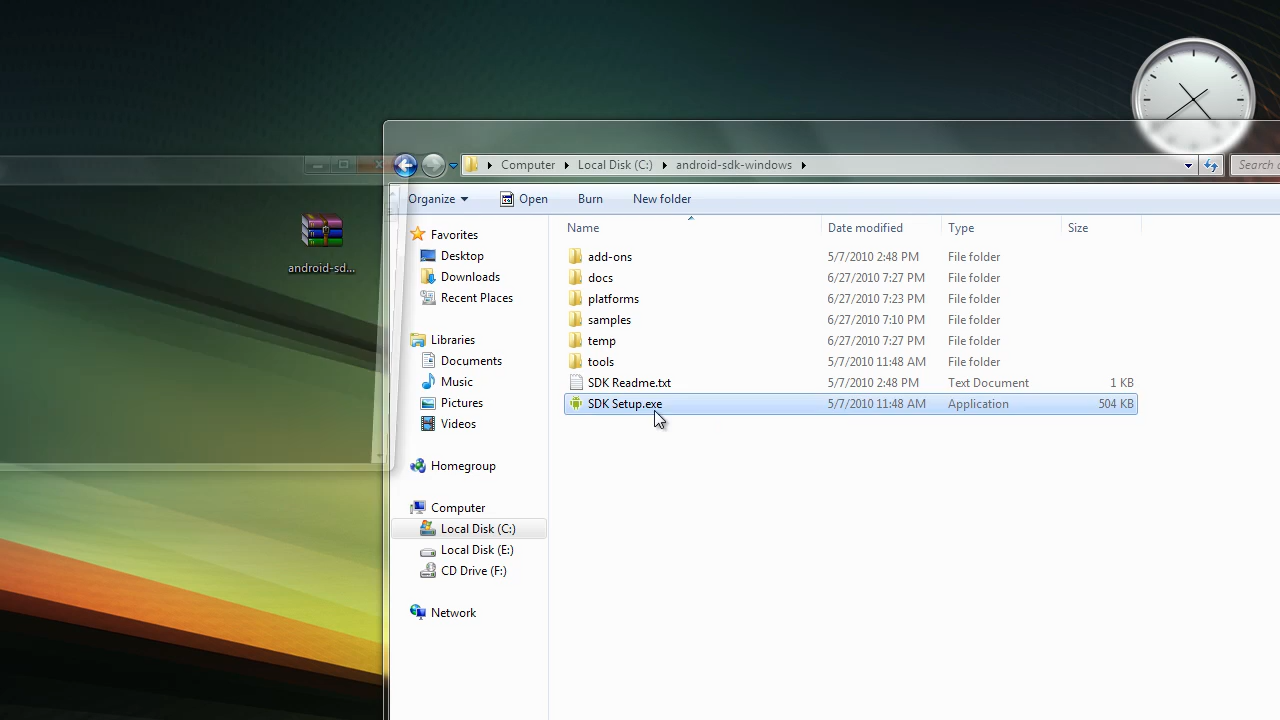 Computer Local Disk (C:) android-sdk-windows Search
Organize Open Burn New folder
android-sd...
Favorites
Desktop
Downloads
Recent Places
Libraries
Documents
Music
Pictures
Videos
Homegroup
Computer
Local Disk (C:)
Local Disk (E:)
CD Drive (F:)
Network
Name Date modified Type Size
add-ons 5/7/2010 2:48 PM File folder
docs 6/27/2010 7:27 PM File folder
platforms 6/27/2010 7:23 PM File folder
samples 6/27/2010 7:10 PM File folder
temp 6/27/2010 7:27 PM File folder
tools 5/7/2010 11:48 AM File folder
SDK Readme.txt 5/7/2010 2:48 PM Text Document 1 KB
SDK Setup.exe 5/7/2010 11:48 AM Application 504 KB